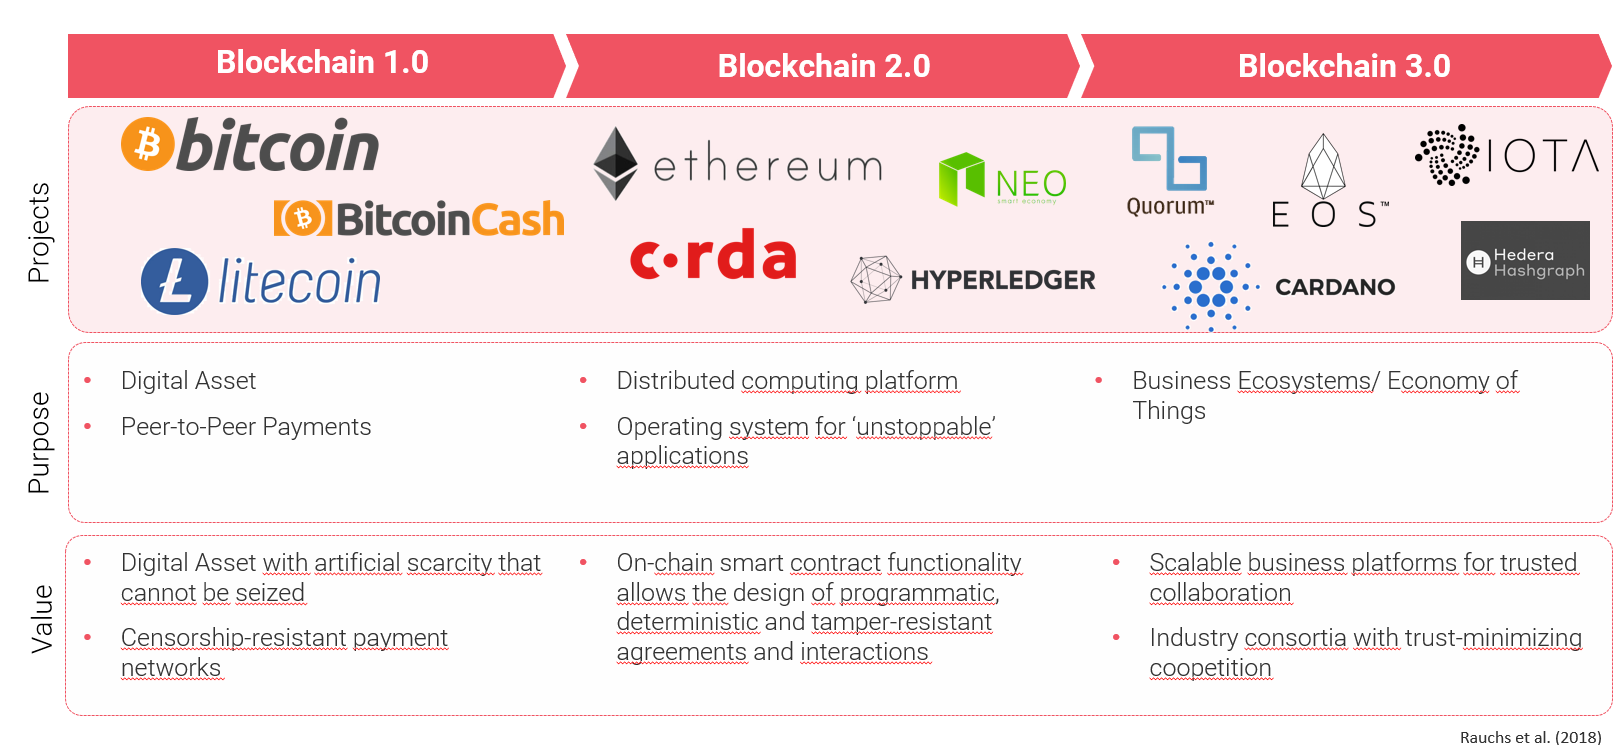 Blockchain 1.0
Blockchain 2.0
Blockchain 3.0
Projects
bitcoin
BitcoinCash
litecoin
ethereum
NEO
smart economy
c.rda
HYPERLEDGER
Quorum™
EOS™
IOTA
CARDANO
Hedera
Hashgraph
Purpose
• Digital Asset
• Peer-to-Peer Payments
• Distributed computing platform
• Operating system for ‘unstoppable’
applications
• Business Ecosystems/ Economy of
Things
Value
• Digital Asset with artificial scarcity that
cannot be seized
• Censorship-resistant payment
networks
• On-chain smart contract functionality
allows the design of programmatic,
deterministic and tamper-resistant
agreements and interactions
• Scalable business platforms for trusted
collaboration
• Industry consortia with trust-minimizing
coopetition
Rauchs et al. (2018)